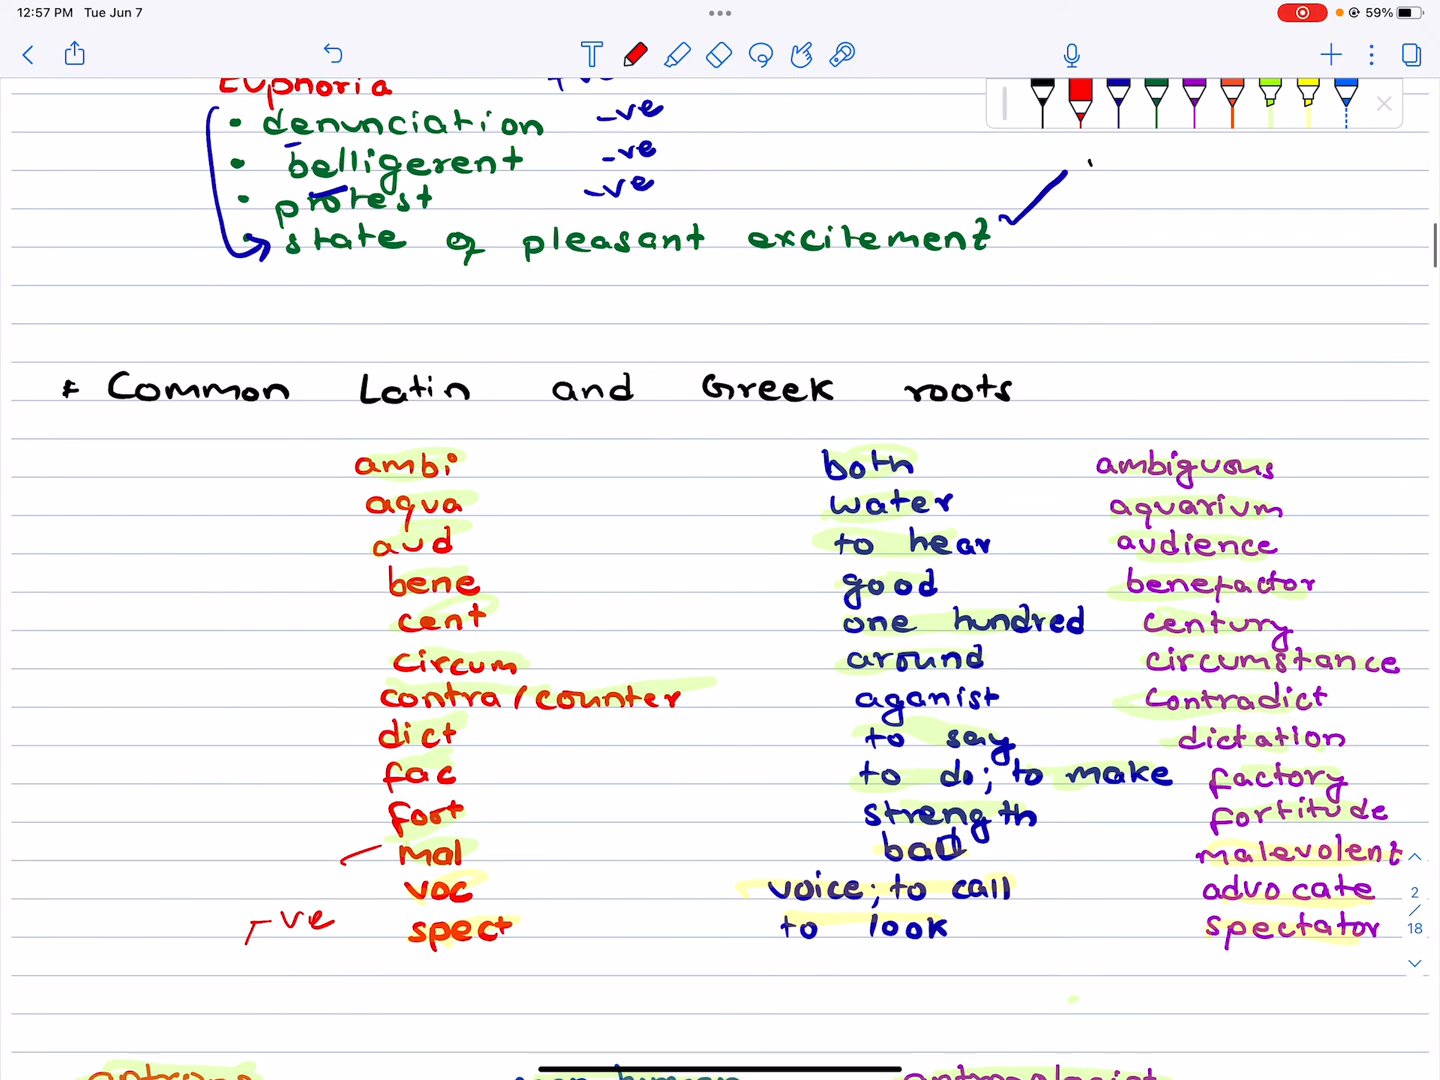 12:57 PM Tue Jun 7 59%
Euphoria +ve
• denunciation -ve
• belligerent -ve
• protest -ve
• state of pleasant excitement
* Common Latin and Greek roots
ambi both ambiguous
aqua water aquarium
aud to hear audience
bene good benefactor
cent one hundred century
circum around circumstance
contra/counter aganist contradict
dict to say dictation
fac to do; to make factory
fort strength fortitude
mal bad malevolent
voc voice; to call advocate
-ve spect to look spectator
2
/
18